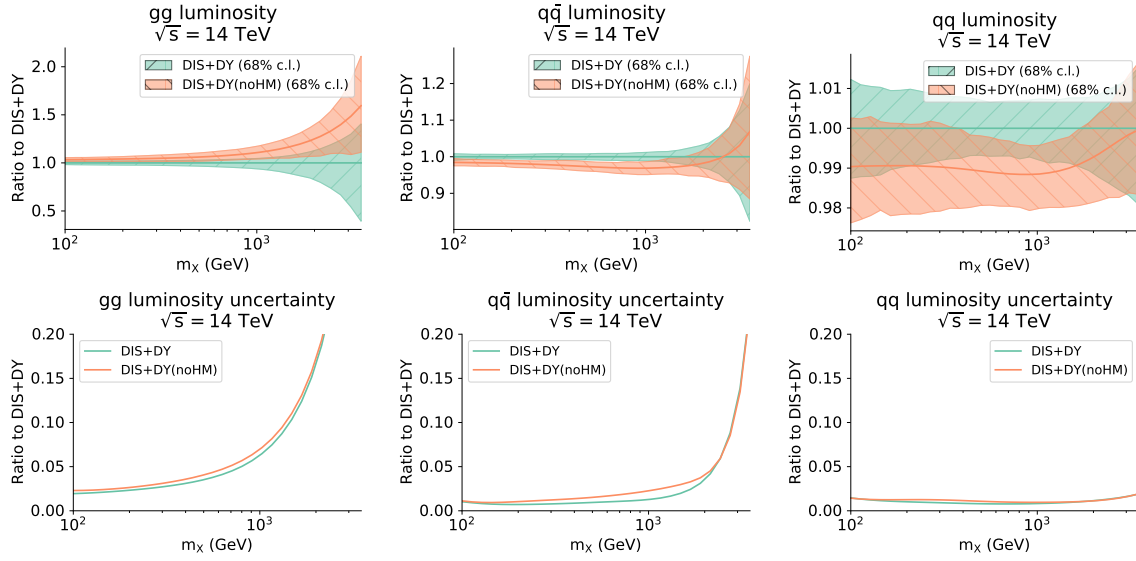 gg luminosity
√s = 14 TeV
Ratio to DIS+DY
2.0
1.5
1.0
0.5
DIS+DY (68% c.l.)
DIS+DY(noHM) (68% c.l.)
10²
10³
mX (GeV)
qq̄ luminosity
√s = 14 TeV
Ratio to DIS+DY
1.2
1.1
1.0
0.9
DIS+DY (68% c.l.)
DIS+DY(noHM) (68% c.l.)
10²
10³
mX (GeV)
qq luminosity
√s = 14 TeV
Ratio to DIS+DY
1.01
1.00
0.99
0.98
DIS+DY (68% c.l.)
DIS+DY(noHM) (68% c.l.)
10²
10³
mX (GeV)
gg luminosity uncertainty
√s = 14 TeV
Ratio to DIS+DY
0.20
0.15
0.10
0.05
0.00
DIS+DY
DIS+DY(noHM)
10²
10³
mX (GeV)
qq̄ luminosity uncertainty
√s = 14 TeV
Ratio to DIS+DY
0.20
0.15
0.10
0.05
0.00
DIS+DY
DIS+DY(noHM)
10²
10³
mX (GeV)
qq luminosity uncertainty
√s = 14 TeV
Ratio to DIS+DY
0.20
0.15
0.10
0.05
0.00
DIS+DY
DIS+DY(noHM)
10²
10³
mX (GeV)